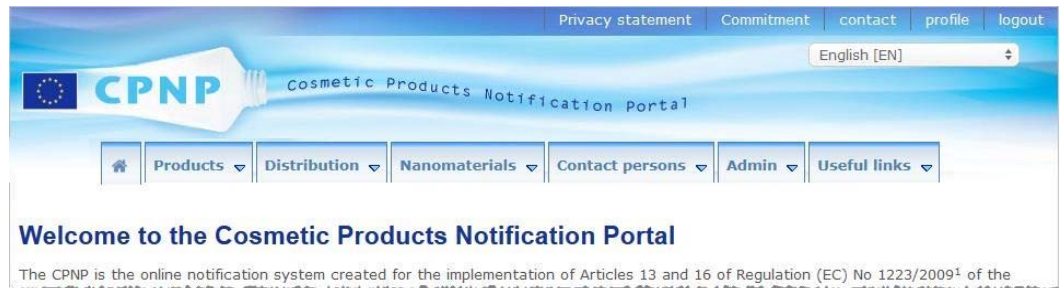 Privacy statement Commitment contact profile logout
English [EN]
CPNP Cosmetic Products Notification Portal
Products Distribution Nanomaterials Contact persons Admin Useful links
Welcome to the Cosmetic Products Notification Portal
The CPNP is the online notification system created for the implementation of Articles 13 and 16 of Regulation (EC) No 1223/2009¹ of the